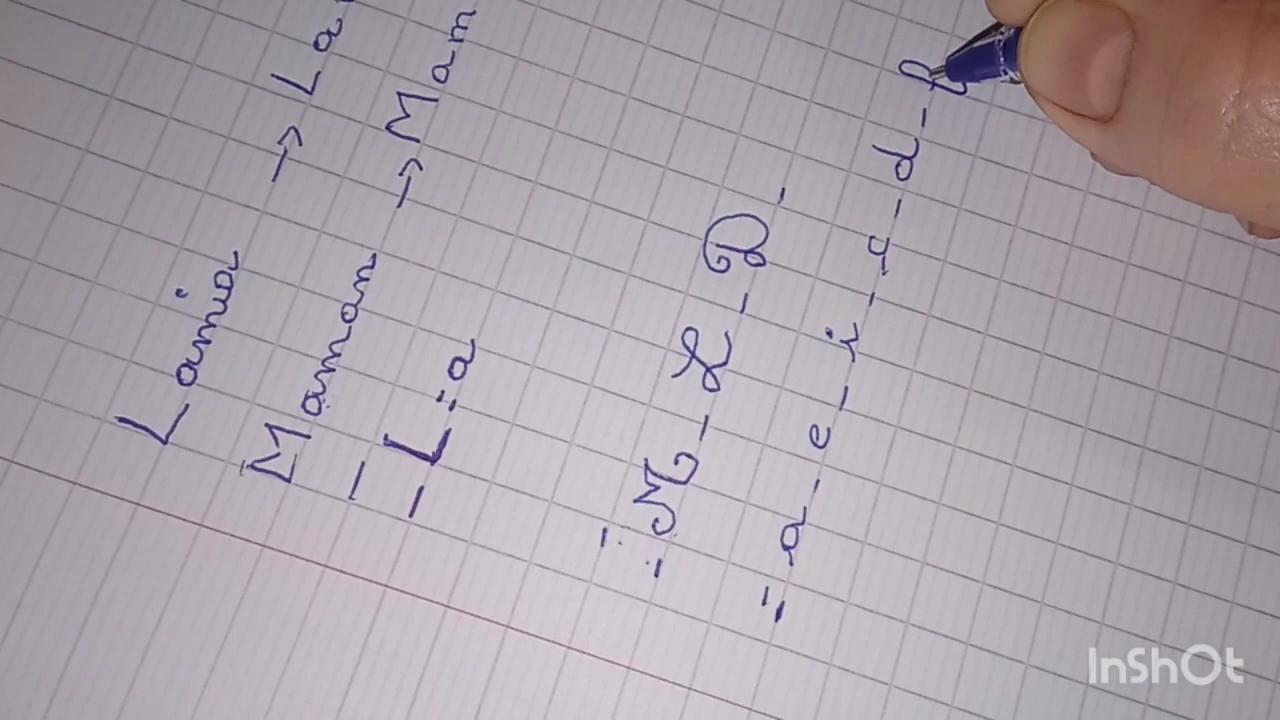 Lamia → La
Maman → Mam
-
- L = a
M - L - D -
= a - e - i - c - d - b
InShOt